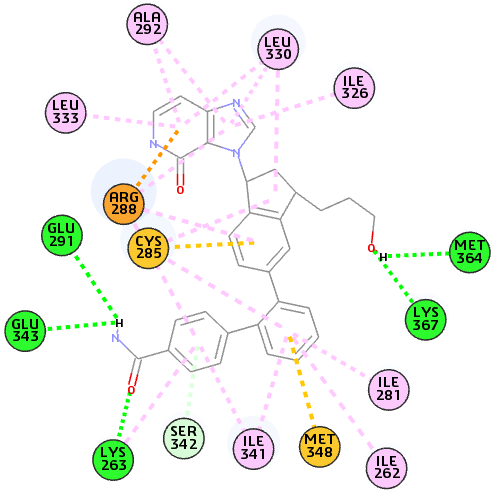 ALA
292
LEU
330
ILE
326
LEU
333
N
N
N
N
O
ARG
288
GLU
291
CYS
285
O
H
MET
364
LYS
367
GLU
343
H
N
O
LYS
263
SER
342
ILE
341
MET
348
ILE
281
ILE
262